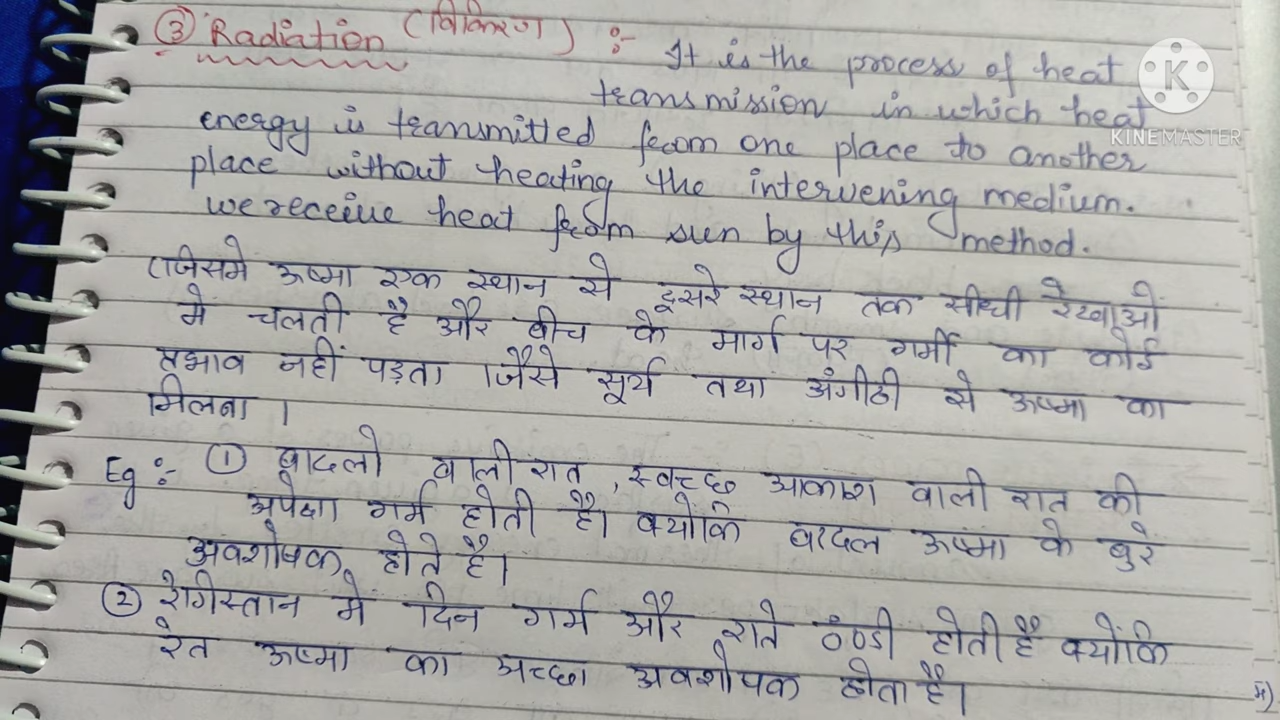 ③ Radiation (विकिरण) :- It is the process of heat
transmission in which heat
energy is transmitted from one place to another
place without heating the intervening medium.
we receive heat from sun by this method.
(जिसमे ऊष्मा एक स्थान से दूसरे स्थान तक सीधी रेखाओ
मे चलती है और बीच के मार्ग पर गर्मी का कोई
प्रभाव नहीं पड़ता । जैसे सूर्य तथा अंगीठी से ऊष्मा का
मिलना ।
Eg :- ① बादलो वाली रात , स्वच्छ आकाश वाली रात की
अपेक्षा गर्म होती है। क्योकि बादल ऊष्मा के बुरे
अवशोषक होते है।
② रेगीस्तान मे दिन गर्म और राते ठण्डी होती है क्योंकि
रेत ऊष्मा का अच्छा अवशोषक होता है।
K
KINEMASTER